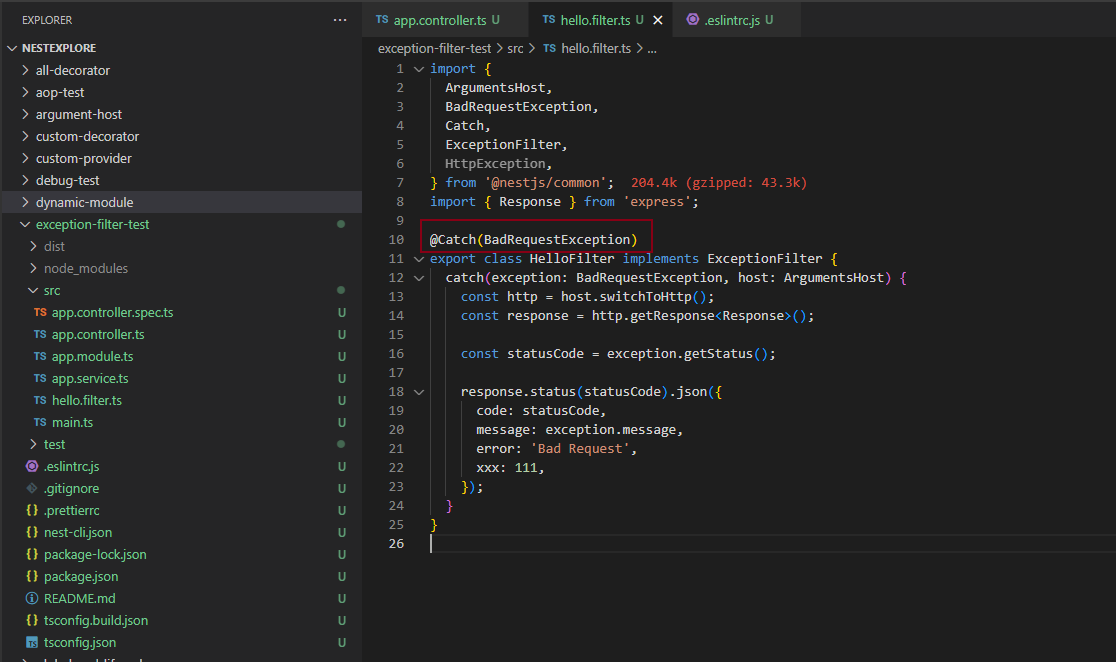 EXPLORER
...
NESTEXPLORE
all-decorator
aop-test
argument-host
custom-decorator
custom-provider
debug-test
dynamic-module
exception-filter-test
dist
node_modules
src
TS app.controller.spec.ts U
TS app.controller.ts U
TS app.module.ts U
TS app.service.ts U
TS hello.filter.ts U
TS main.ts U
test
.eslintrc.js U
.gitignore U
.prettierrc U
{} nest-cli.json U
{} package-lock.json U
{} package.json U
README.md U
{} tsconfig.build.json U
TS tsconfig.json U
TS app.controller.ts U TS hello.filter.ts U .eslintrc.js U
exception-filter-test > src > TS hello.filter.ts > ...
1 import {
2 ArgumentsHost,
3 BadRequestException,
4 Catch,
5 ExceptionFilter,
6 HttpException,
7 } from '@nestjs/common'; 204.4k (gzipped: 43.3k)
8 import { Response } from 'express';
9
10 @Catch(BadRequestException)
11 export class HelloFilter implements ExceptionFilter {
12 catch(exception: BadRequestException, host: ArgumentsHost) {
13 const http = host.switchToHttp();
14 const response = http.getResponse<Response>();
15
16 const statusCode = exception.getStatus();
17
18 response.status(statusCode).json({
19 code: statusCode,
20 message: exception.message,
21 error: 'Bad Request',
22 xxx: 111,
23 });
24 }
25 }
26